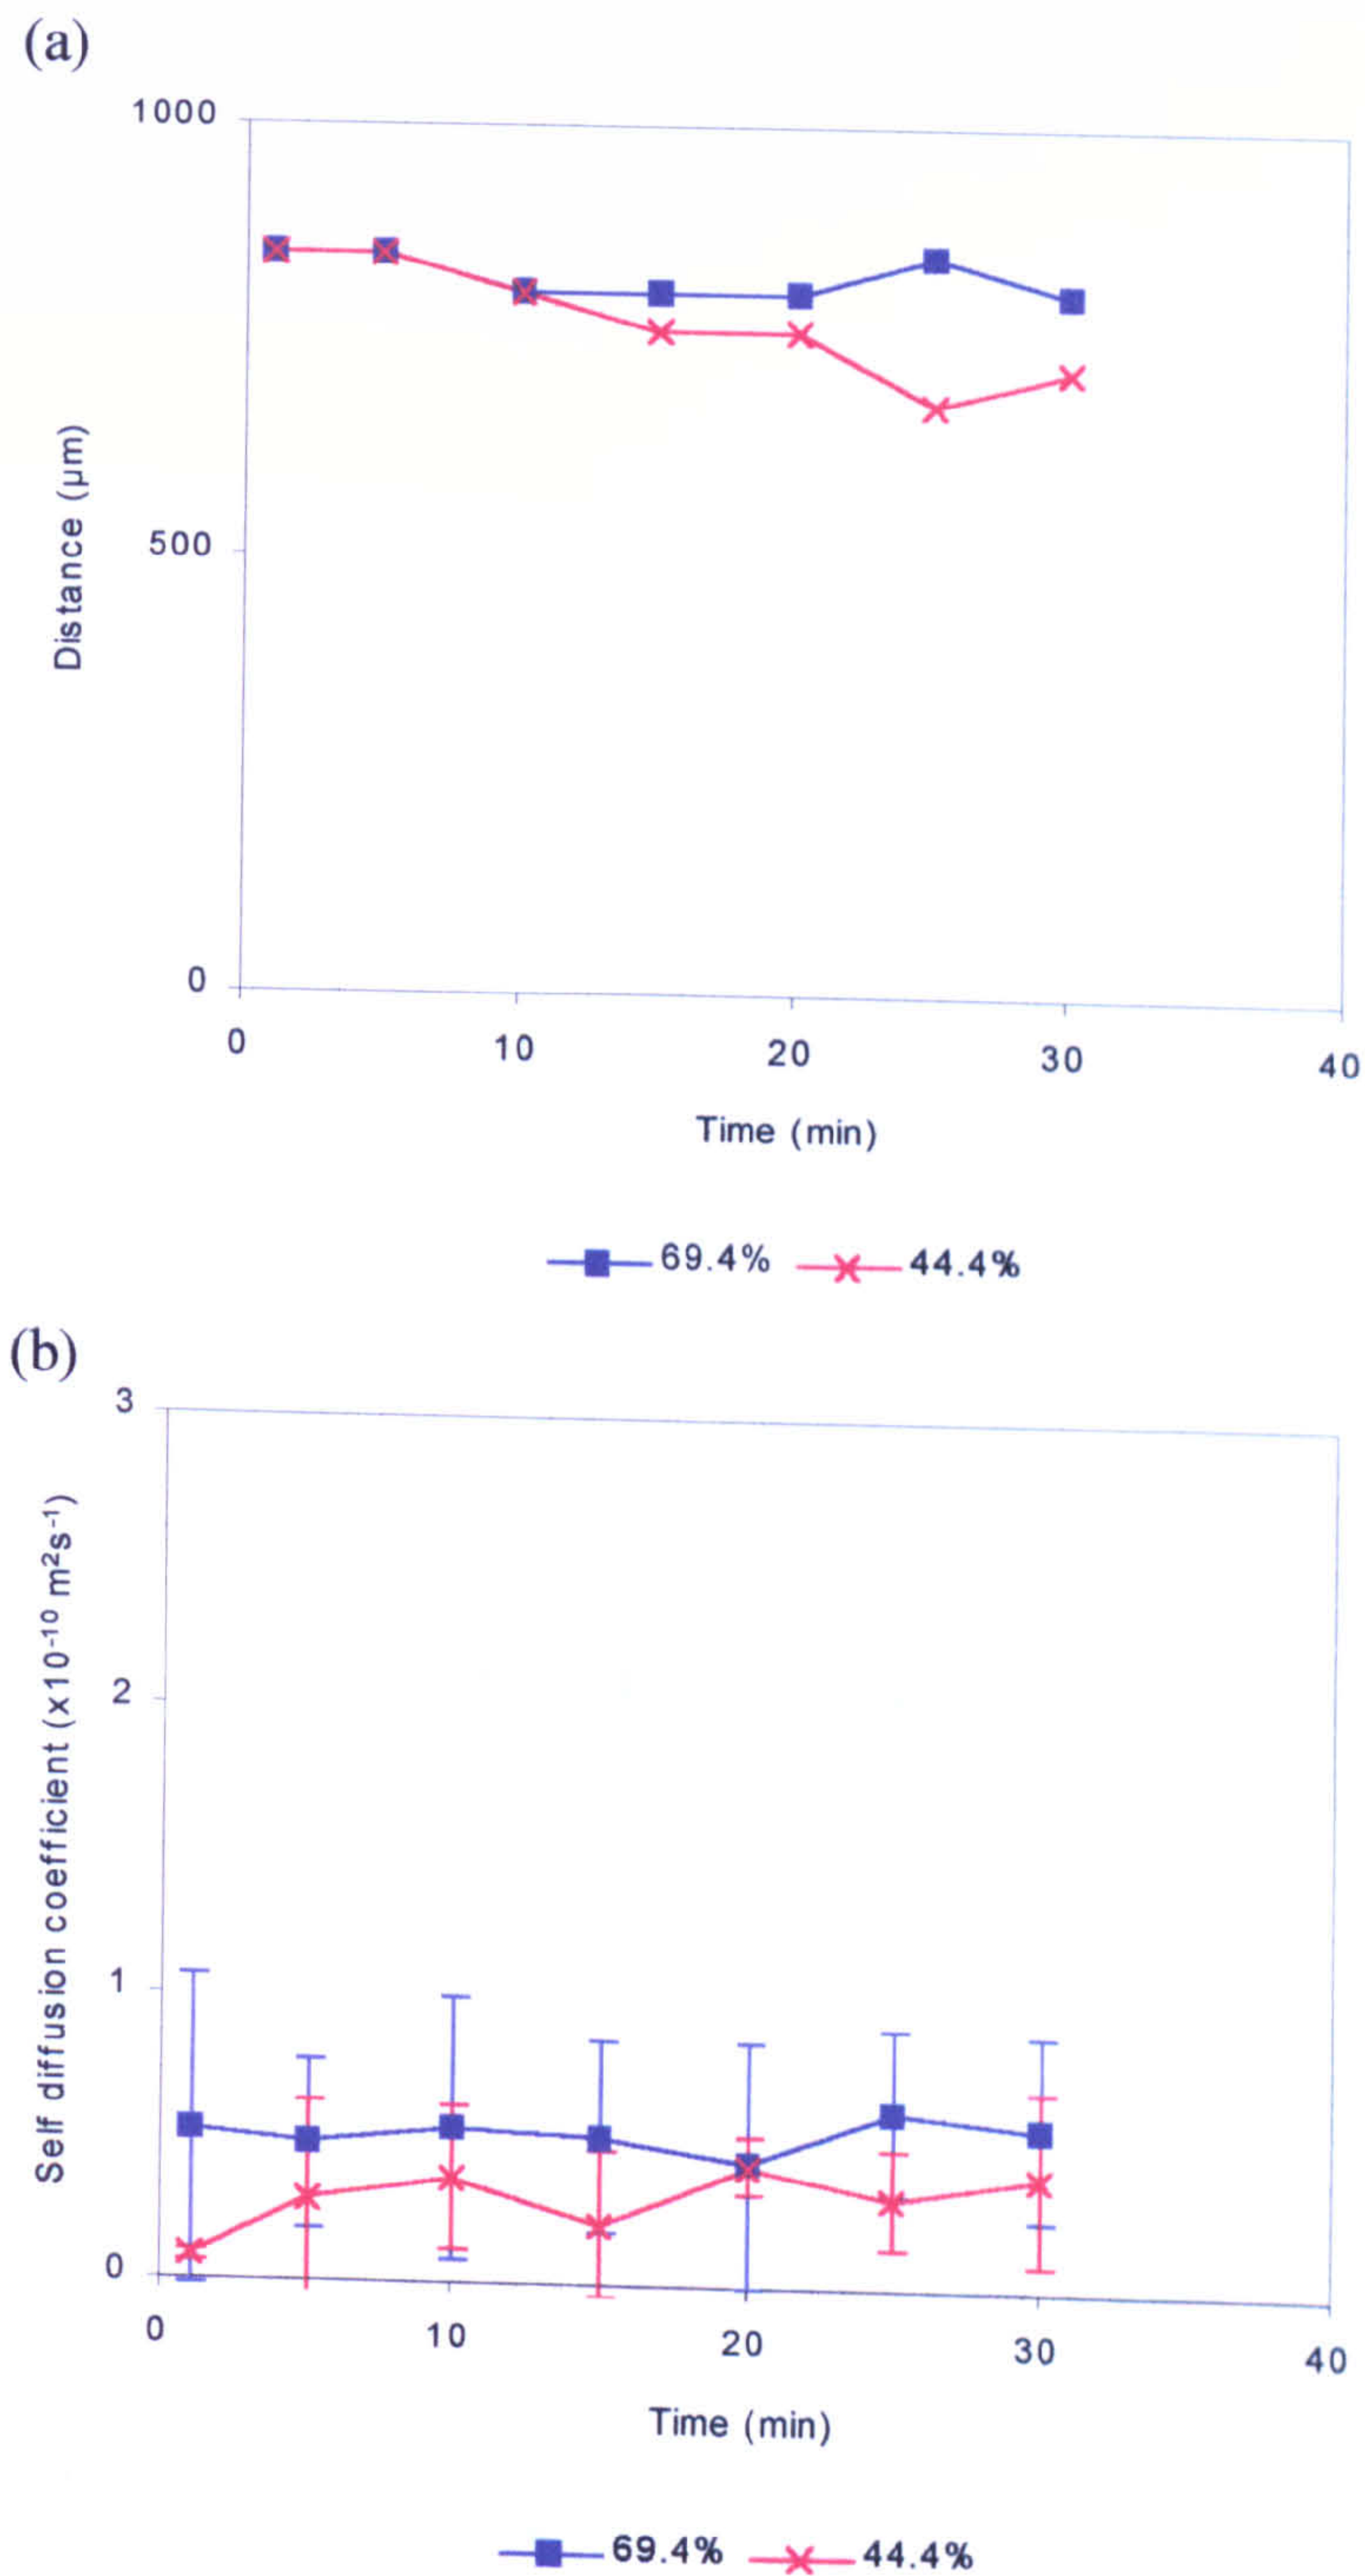 (a)
1000
500
0
Distance (µm)
0 10 20 30 40
Time (min)
69.4% 44.4%
(b)
3
2
1
0
Self diffusion coefficient (x10⁻¹⁰ m²s⁻¹)
0 10 20 30 40
Time (min)
69.4% 44.4%